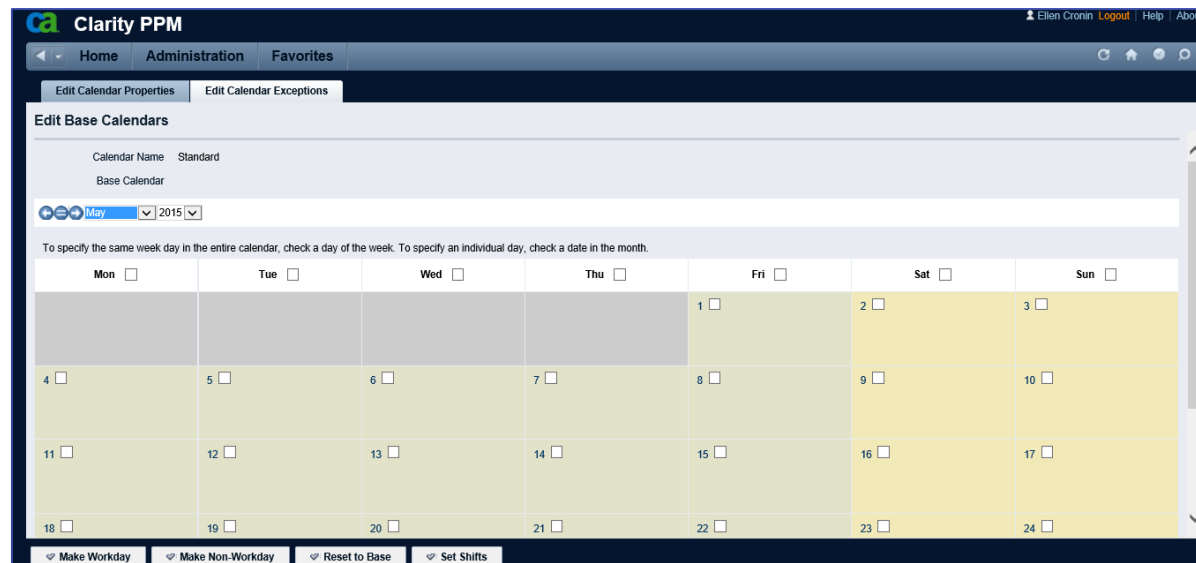 ca Clarity PPM
Ellen Cronin Logout | Help |
Home Administration Favorites
Edit Calendar Properties Edit Calendar Exceptions
Edit Base Calendars
Calendar Name Standard
Base Calendar
May 2015
To specify the same week day in the entire calendar, check a day of the week. To specify an individual day, check a date in the month.
Mon Tue Wed Thu Fri Sat Sun
1 2 3
4 5 6 7 8 9 10
11 12 13 14 15 16 17
18 19 20 21 22 23 24
Make Workday Make Non-Workday Reset to Base Set Shifts